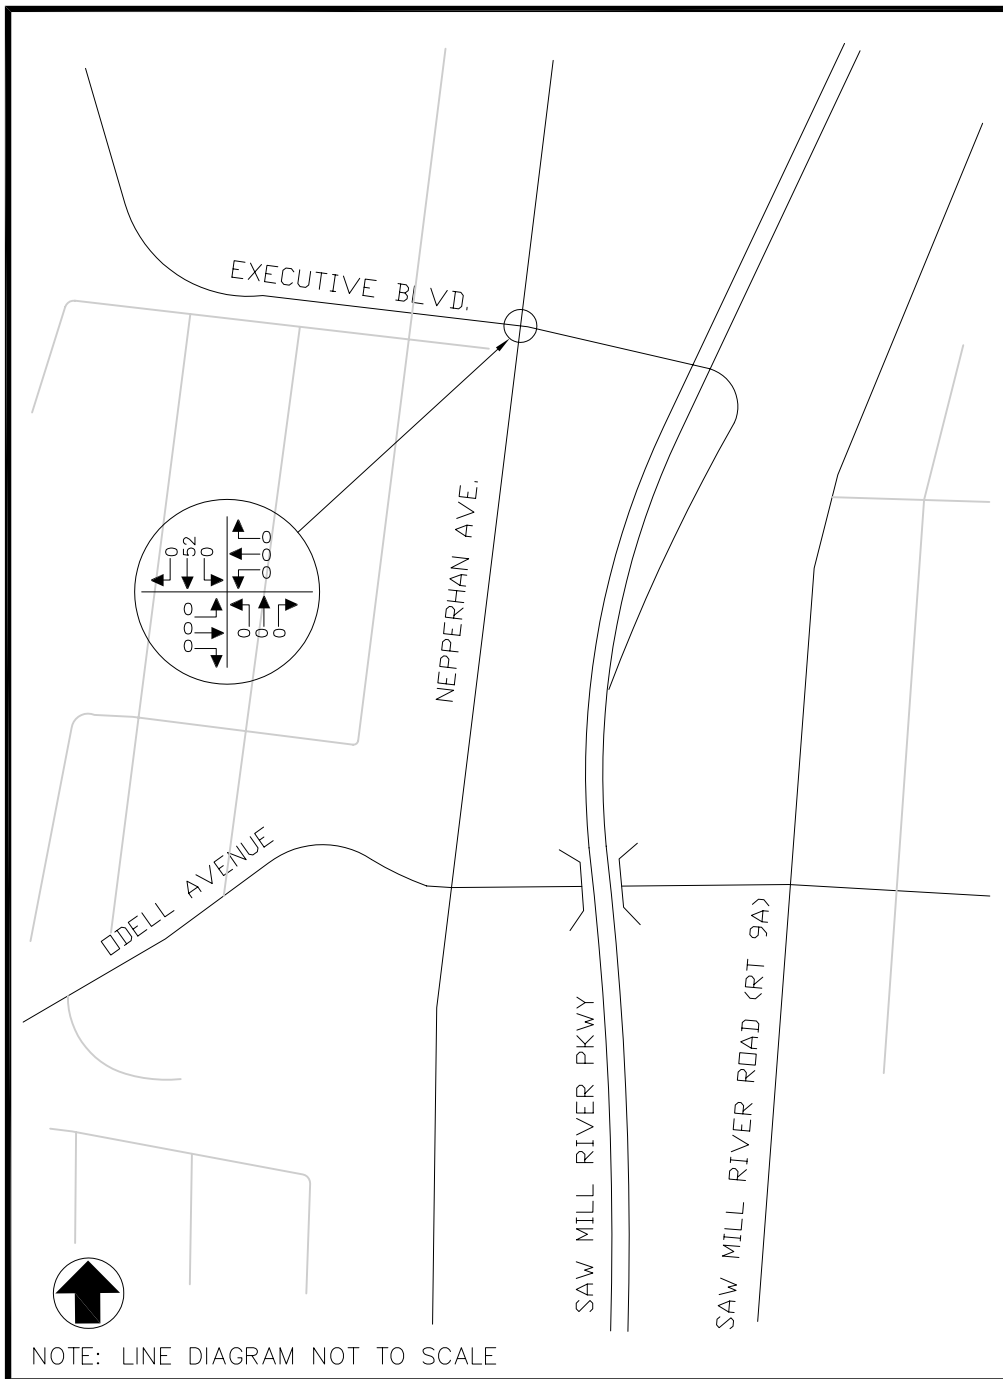 EXECUTIVE BLVD.
NEPPERHAN AVE.
0
52
0
0
0
0
0
0
0
0
0
0
ODELL AVENUE
SAW MILL RIVER PKWY
SAW MILL RIVER ROAD (RT 9A)
NOTE: LINE DIAGRAM NOT TO SCALE